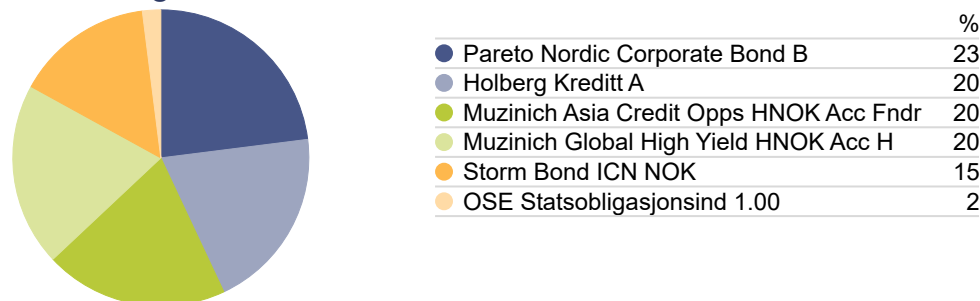 %
Pareto Nordic Corporate Bond B 23
Holberg Kreditt A 20
Muzinich Asia Credit Opps HNOK Acc Fndr 20
Muzinich Global High Yield HNOK Acc H 20
Storm Bond ICN NOK 15
OSE Statsobligasjonsind 1.00 2